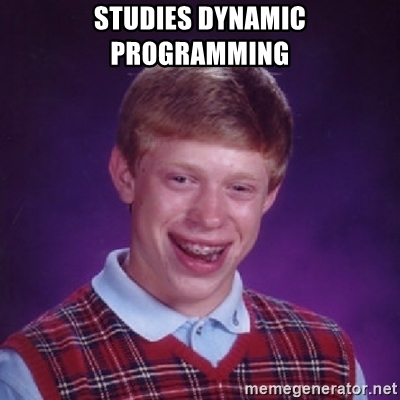 STUDIES DYNAMIC
PROGRAMMING
memegenerator.net